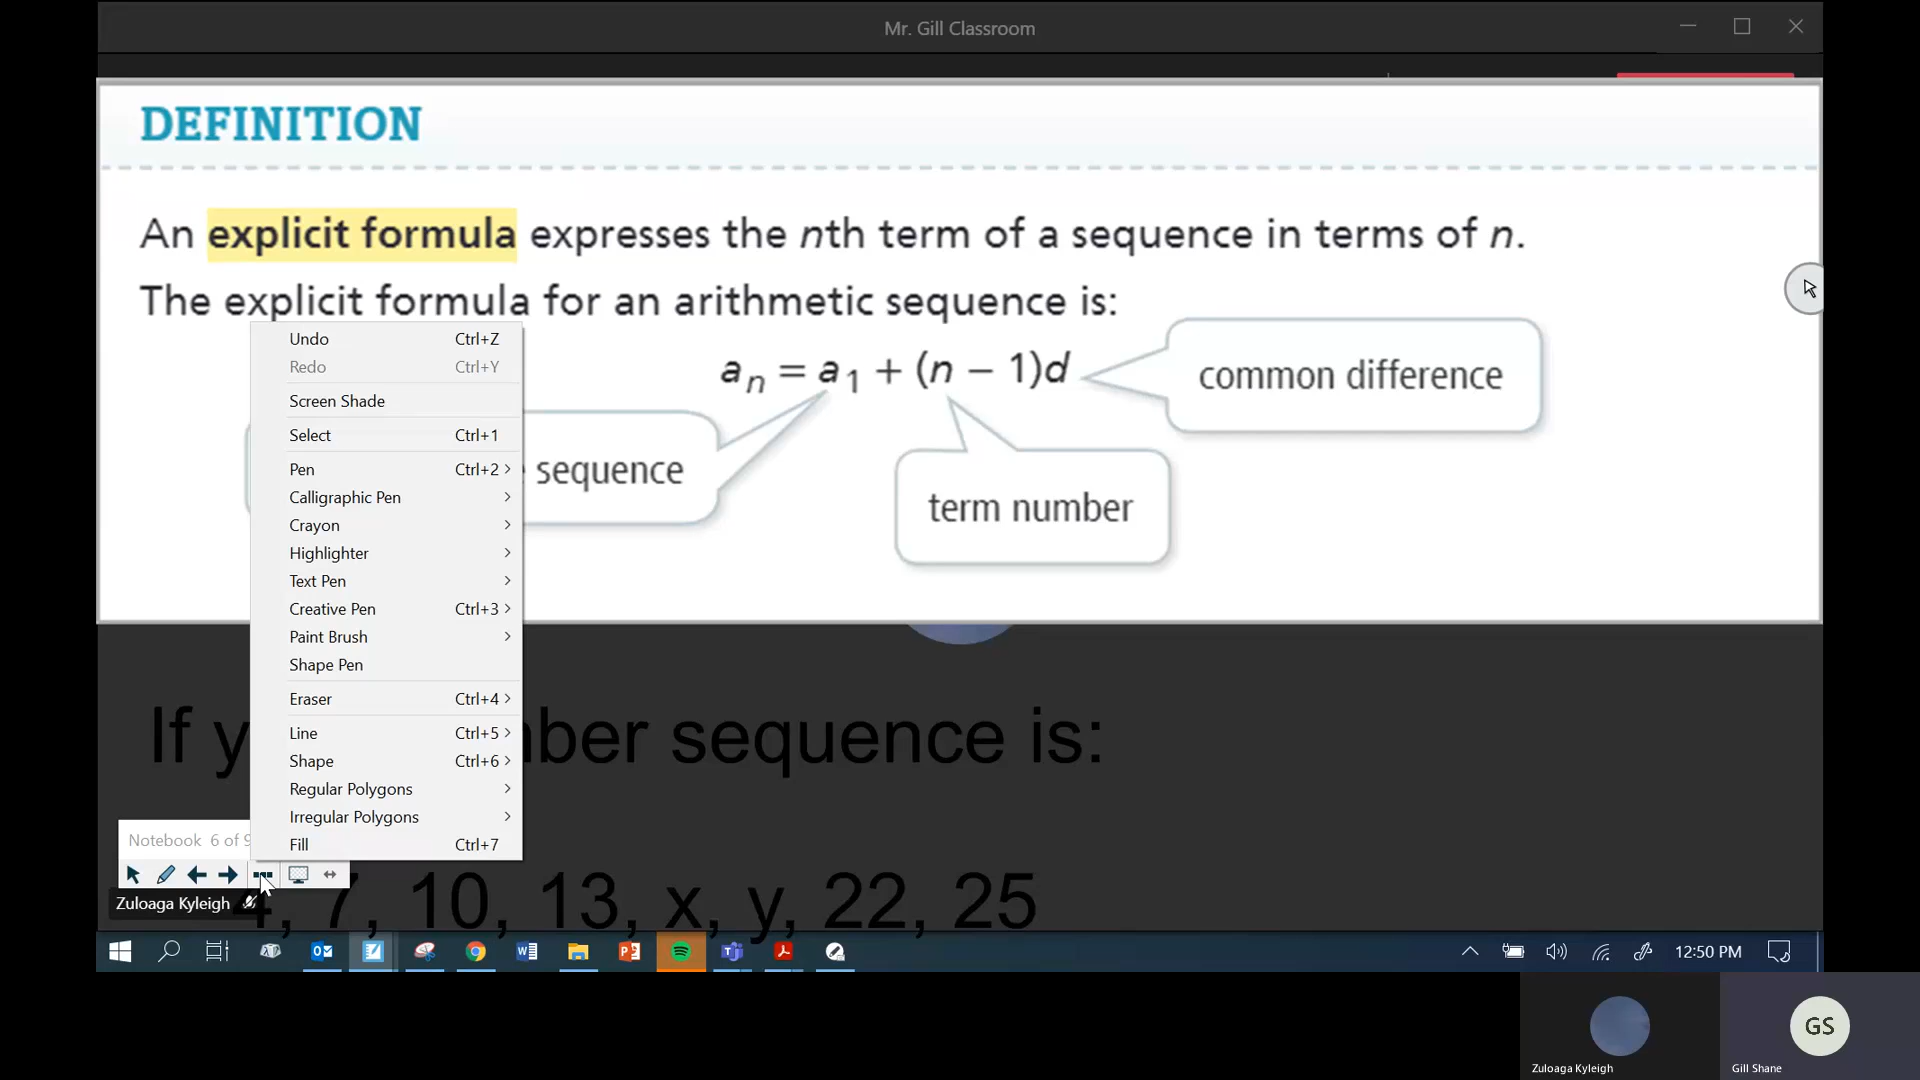 Mr. Gill Classroom
DEFINITION
An explicit formula expresses the nth term of a sequence in terms of n.
The explicit formula for an arithmetic sequence is:
aₙ = a₁ + (n − 1)d
common difference
sequence
term number
Undo Ctrl+Z
Redo Ctrl+Y
Screen Shade
Select Ctrl+1
Pen Ctrl+2
Calligraphic Pen
Crayon
Highlighter
Text Pen
Creative Pen Ctrl+3
Paint Brush
Shape Pen
Eraser Ctrl+4
Line Ctrl+5
Shape Ctrl+6
Regular Polygons
Irregular Polygons
Fill Ctrl+7
If y mber sequence is:
Notebook 6 of 9
4, 7, 10, 13, x, y, 22, 25
Zuloaga Kyleigh
12:50 PM
GS
Zuloaga Kyleigh
Gill Shane